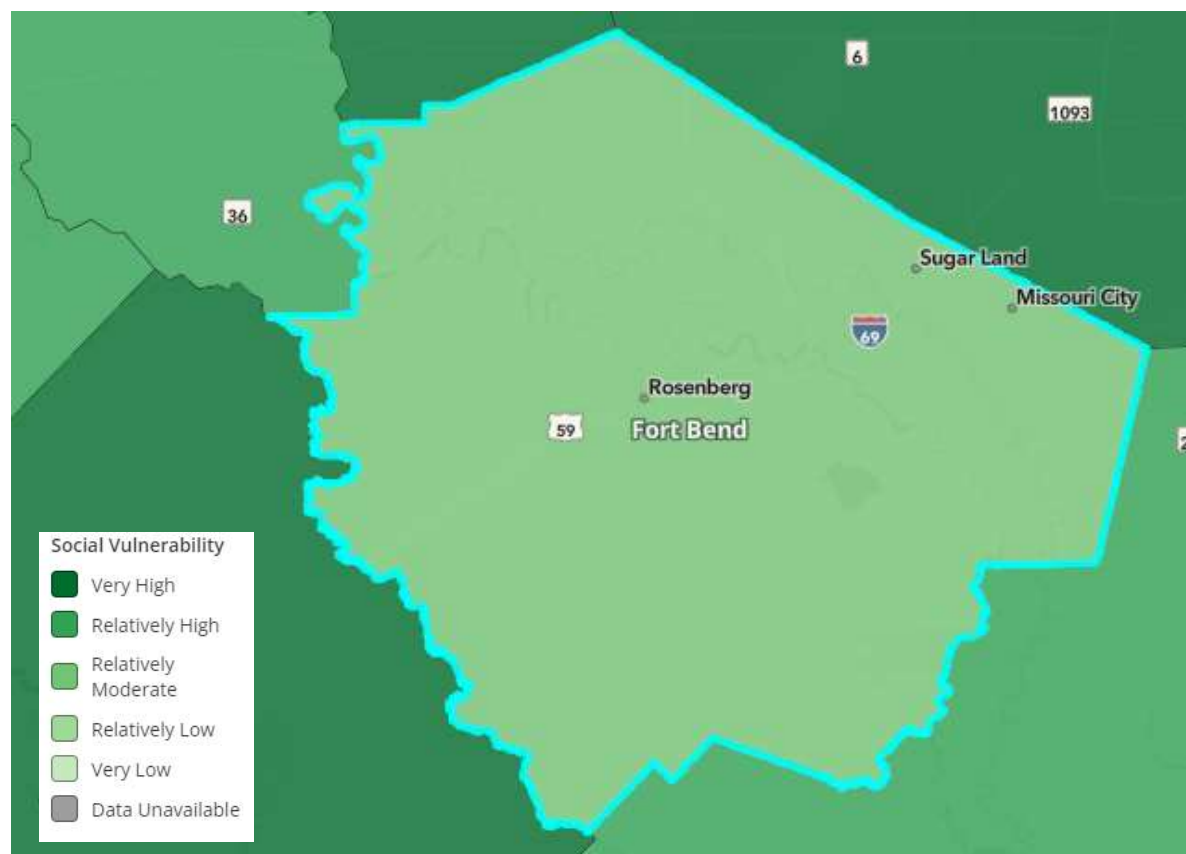 6
1093
36
Sugar Land
Missouri City
69
Rosenberg
59
Fort Bend
2
Social Vulnerability
Very High
Relatively High
Relatively
Moderate
Relatively Low
Very Low
Data Unavailable